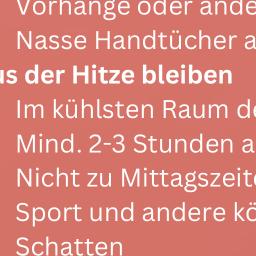 Vorhänge oder ande
Nasse Handtücher a
us der Hitze bleiben
Im kühlsten Raum de
Mind. 2-3 Stunden a
Nicht zu Mittagszeite
Sport und andere kö
Schatten